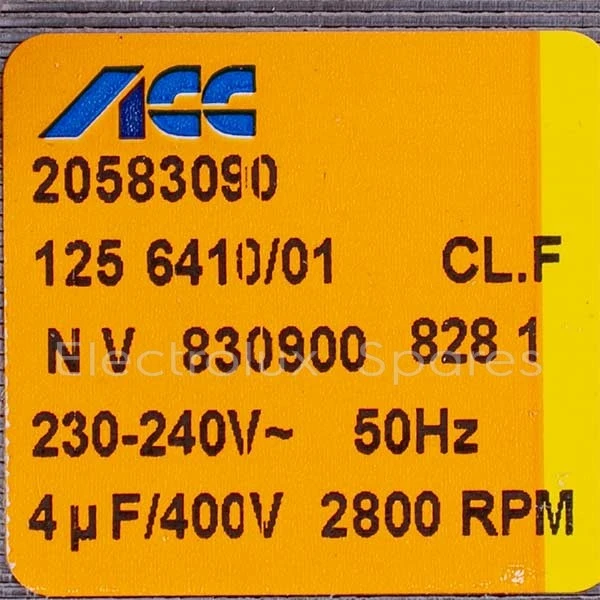 ACC
20583090
125 6410/01 CL.F
N V 830900 828 1
Electrolux Spares
230-240V~ 50Hz
4 µF/400V 2800 RPM